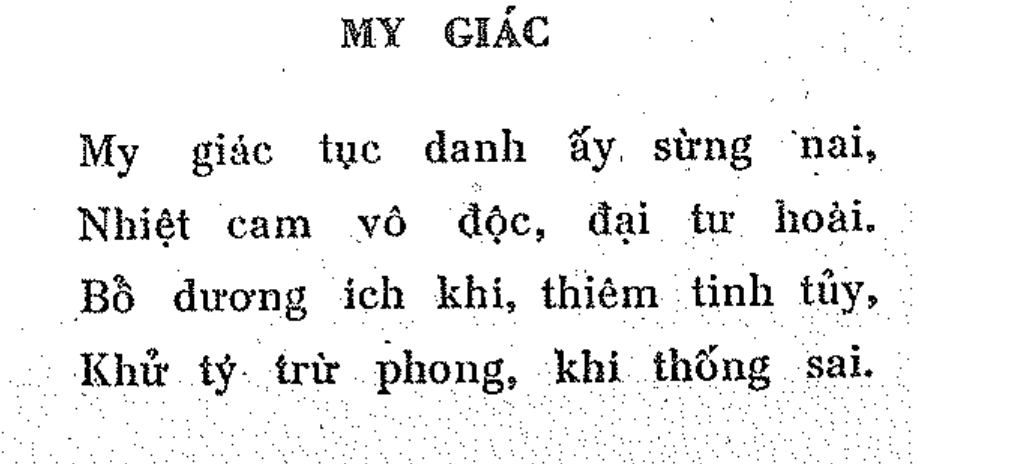 MY GIÁC
My giác tục danh ấy sừng nai,
Nhiệt cam vô độc, đại tư hoài.
Bổ dương ích khí, thiêm tinh tủy,
Khử tý trừ phong, khí thống sai.